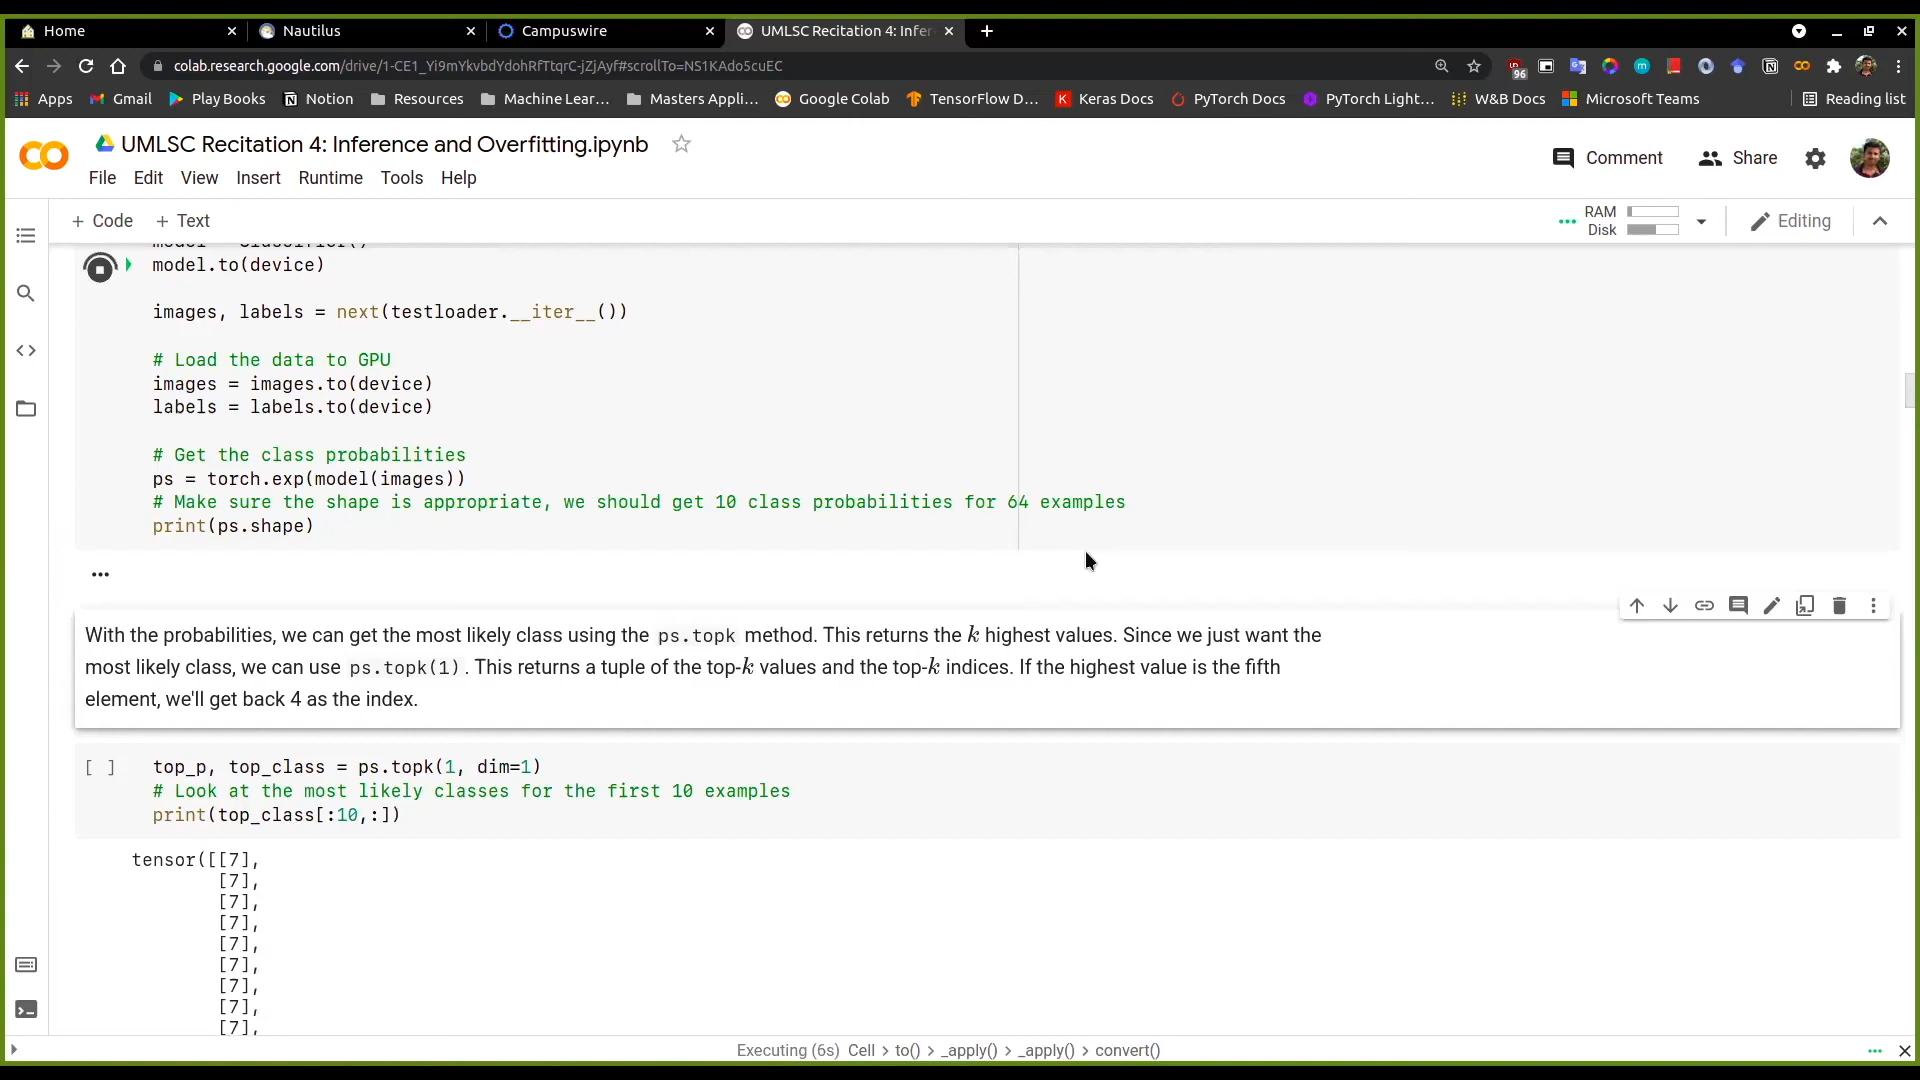 Home
Nautilus
Campuswire
UMLSC Recitation 4: Infer
colab.research.google.com/drive/1-CE1_Yi9mYkvbdYdohRfTtqrC-jZjAyf#scrollTo=NS1KAdo5cuEC
96
Apps
Gmail
Play Books
Notion
Resources
Machine Lear...
Masters Appli...
Google Colab
TensorFlow D...
Keras Docs
PyTorch Docs
PyTorch Light...
W&B Docs
Microsoft Teams
Reading list
UMLSC Recitation 4: Inference and Overfitting.ipynb
Comment
Share
File Edit View Insert Runtime Tools Help
+ Code + Text
RAM
Disk
Editing
model = Classifier()
model.to(device)
images, labels = next(testloader.__iter__())
# Load the data to GPU
images = images.to(device)
labels = labels.to(device)
# Get the class probabilities
ps = torch.exp(model(images))
# Make sure the shape is appropriate, we should get 10 class probabilities for 64 examples
print(ps.shape)
With the probabilities, we can get the most likely class using the ps.topk method. This returns the k highest values. Since we just want the
most likely class, we can use ps.topk(1). This returns a tuple of the top-k values and the top-k indices. If the highest value is the fifth
element, we'll get back 4 as the index.
[ ] top_p, top_class = ps.topk(1, dim=1)
# Look at the most likely classes for the first 10 examples
print(top_class[:10,:])
tensor([[7],
[7],
[7],
[7],
[7],
[7],
[7],
[7],
[7],
Executing (6s) Cell > to() > _apply() > _apply() > convert()